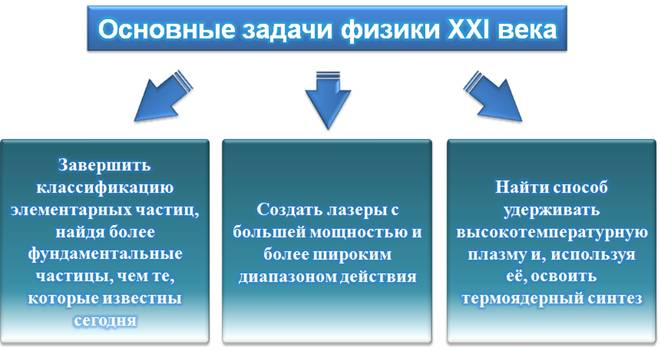 Основные задачи физики XXI века
Завершить
классификацию
элементарных частиц,
найдя более
фундаментальные
частицы, чем те,
которые известны
сегодня
Создать лазеры с
большей мощностью и
более широким
диапазоном действия
Найти способ
удерживать
высокотемпературную
плазму и, используя
её, освоить
термоядерный синтез